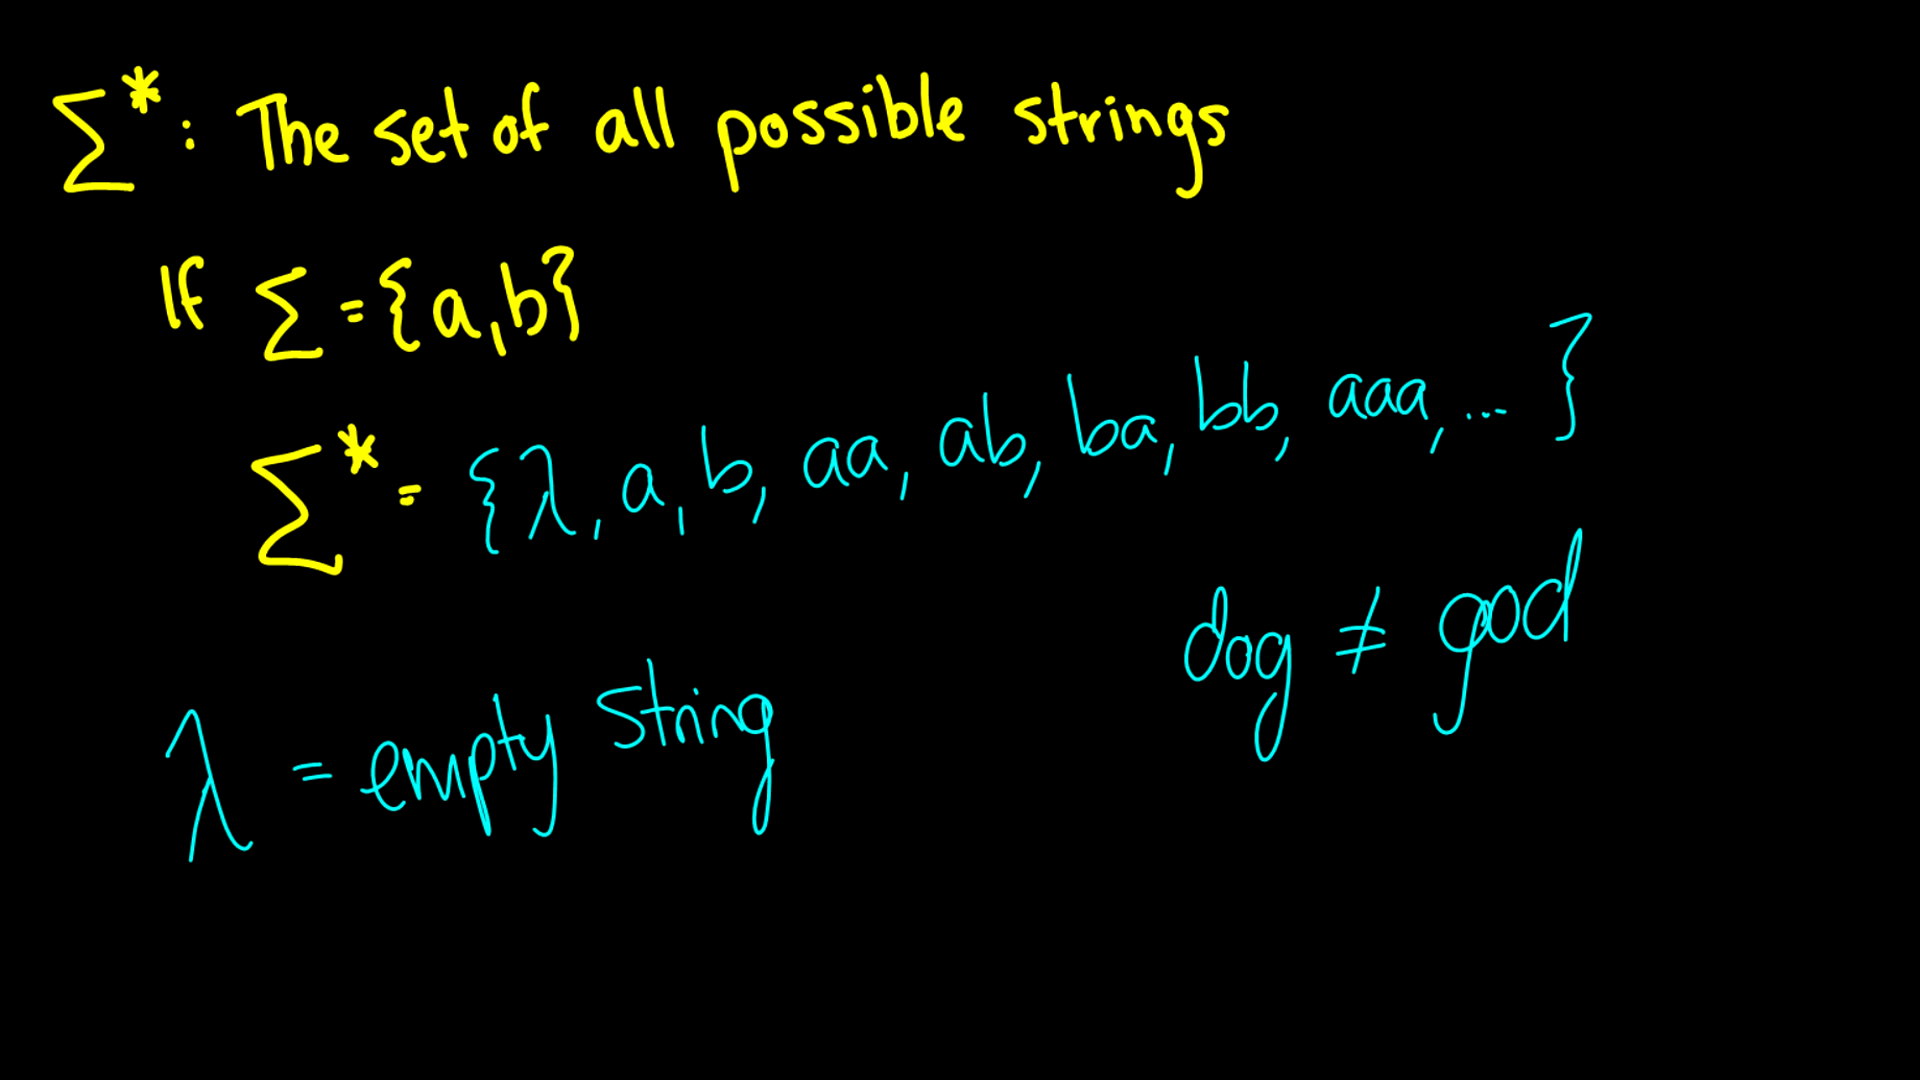 Σ*: The set of all possible strings
If Σ={a,b}
Σ* = {λ, a, b, aa, ab, ba, bb, aaa, ... }
dog ≠ god
λ = empty string